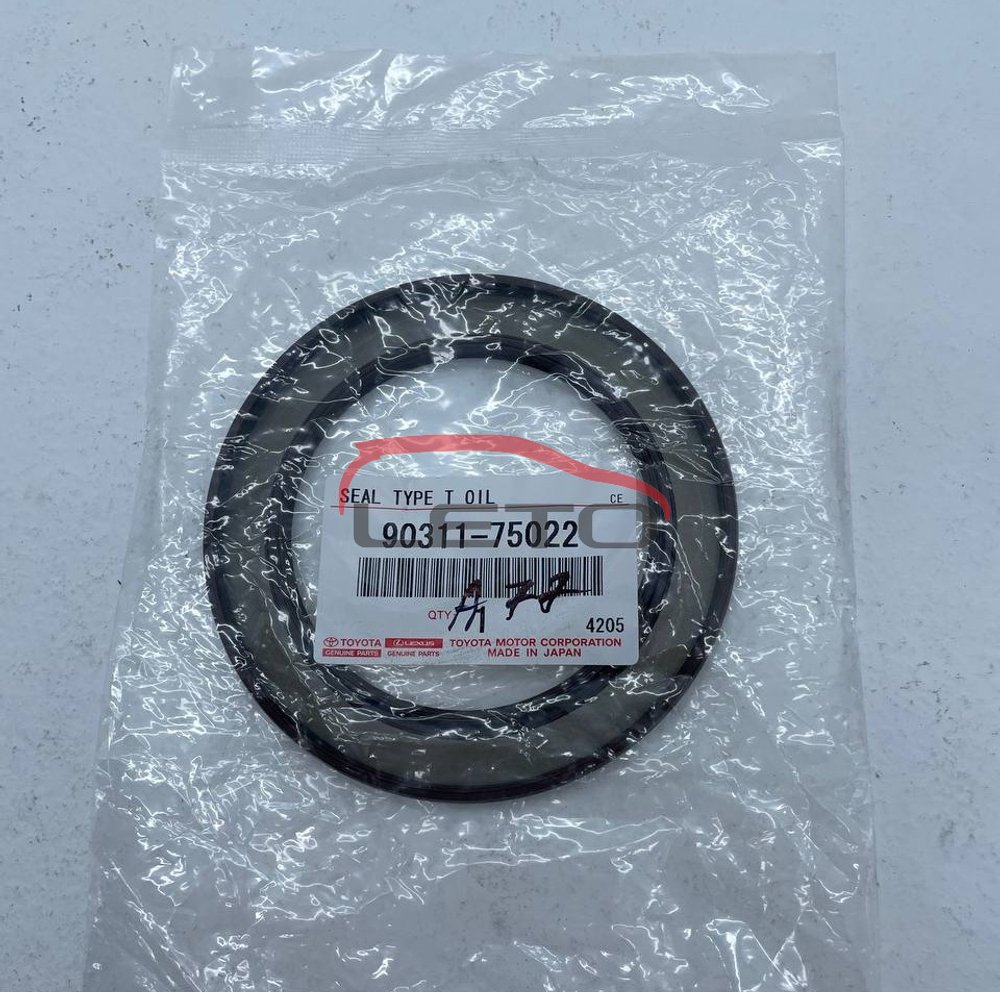 SEAL TYPE T OIL CE
LETO
90311-75022
QTY
4205
TOYOTA LEXUS TOYOTA MOTOR CORPORATION
GENUINE PARTS GENUINE PARTS MADE IN JAPAN